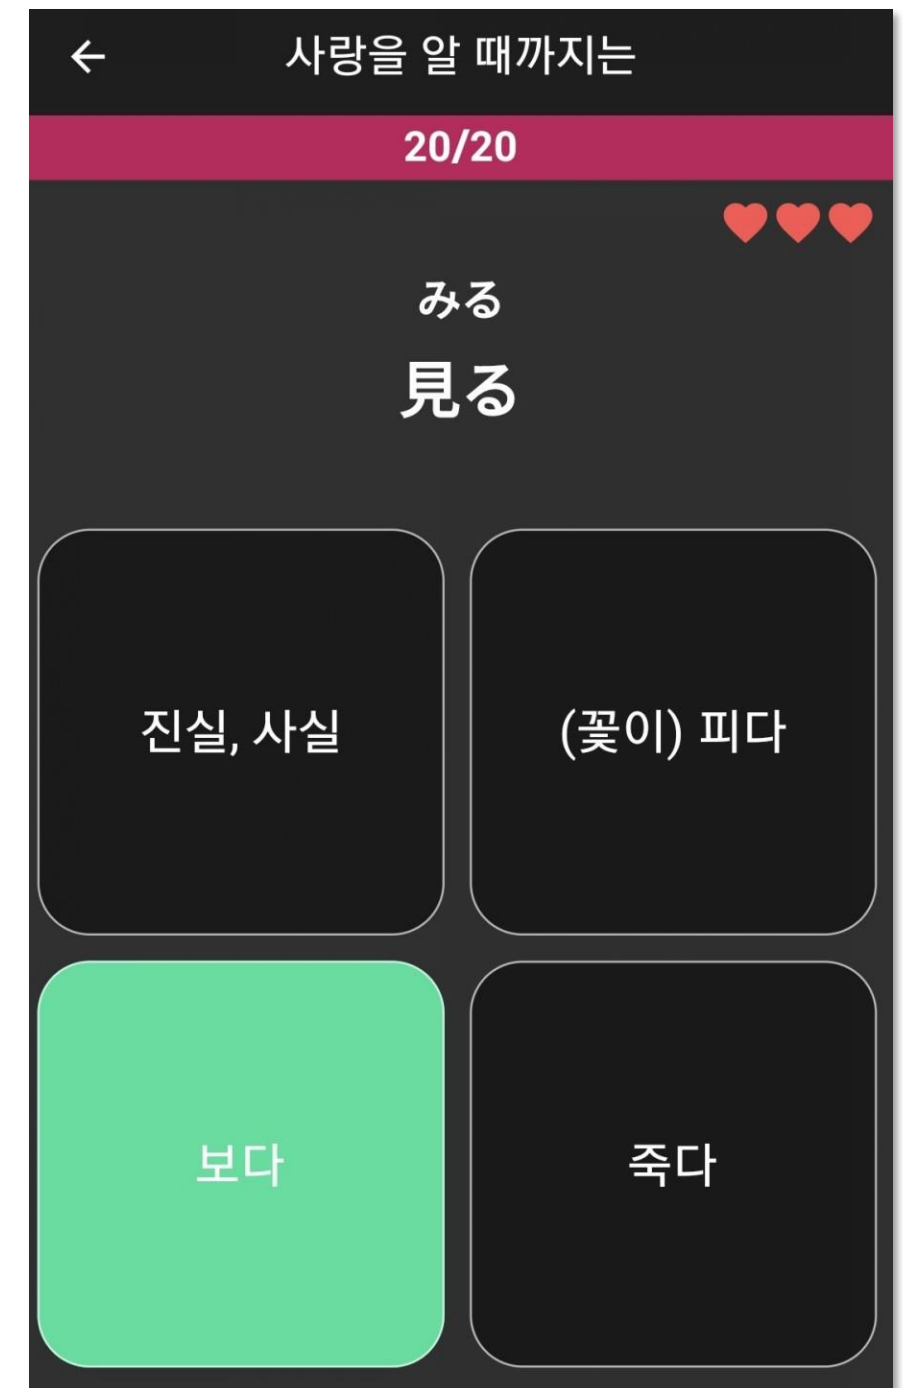 사랑을 알 때까지는
20/20
みる
見る
진실, 사실
(꽃이) 피다
보다
죽다